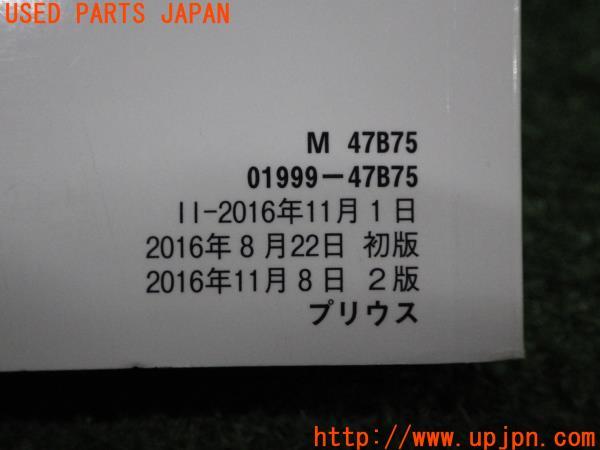 USED PARTS JAPAN
M 47B75
01999-47B75
II-2016年11月1日
2016年8月22日 初版
2016年11月8日 2版
プリウス
http://www.upjpn.com